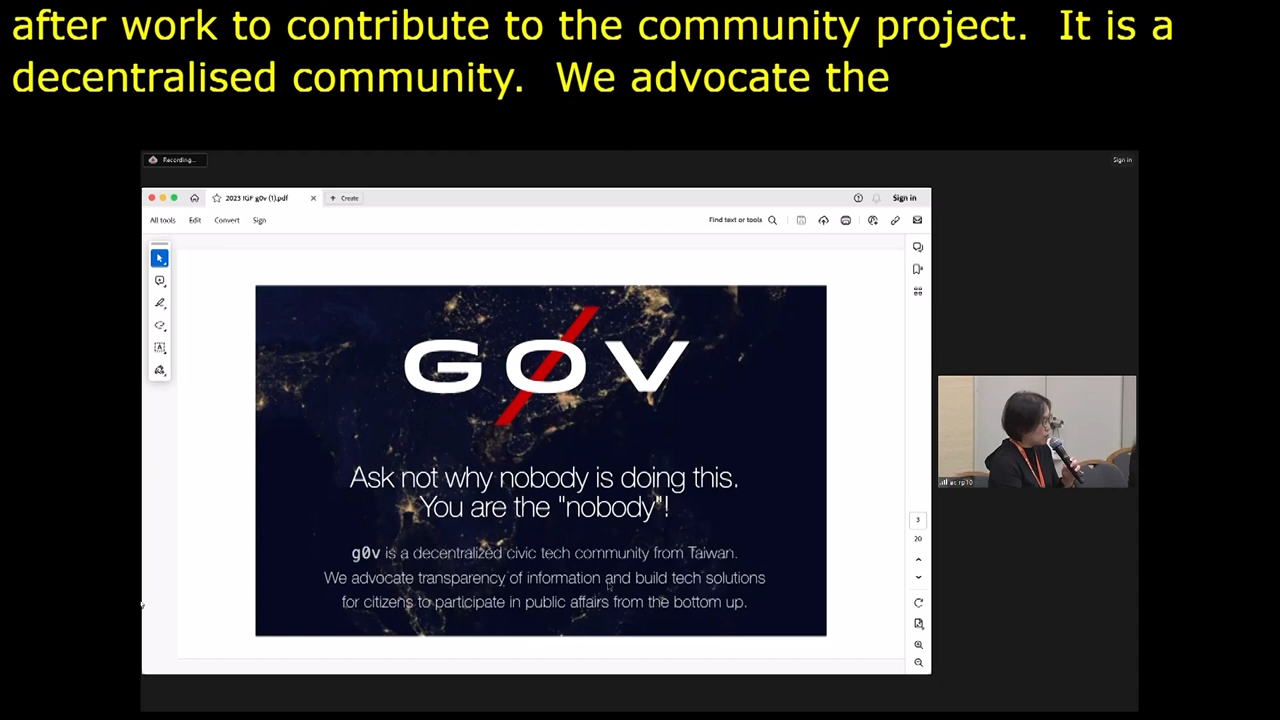 after work to contribute to the community project.  It is a
decentralised community.  We advocate the
Recording...
Sign in
2023 IGF g0v (1).pdf
Create
Sign in
All tools Edit Convert Sign
Find text or tools
G0V
Ask not why nobody is doing this.
You are the "nobody"!
g0v is a decentralized civic tech community from Taiwan.
We advocate transparency of information and build tech solutions
for citizens to participate in public affairs from the bottom up.
3
20